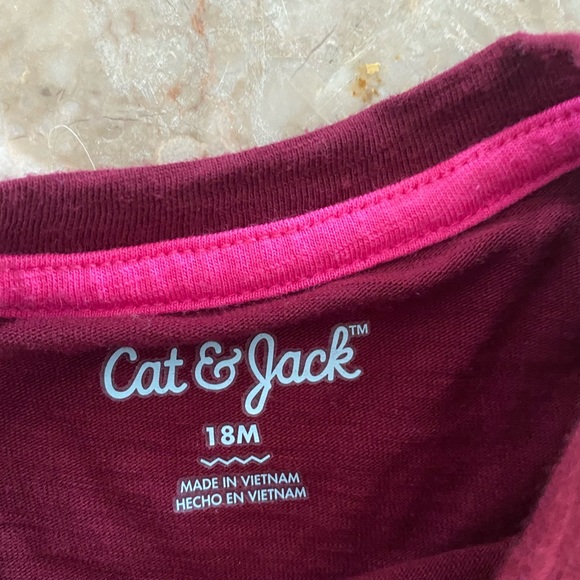 Cat & Jack™
18M
MADE IN VIETNAM
HECHO EN VIETNAM